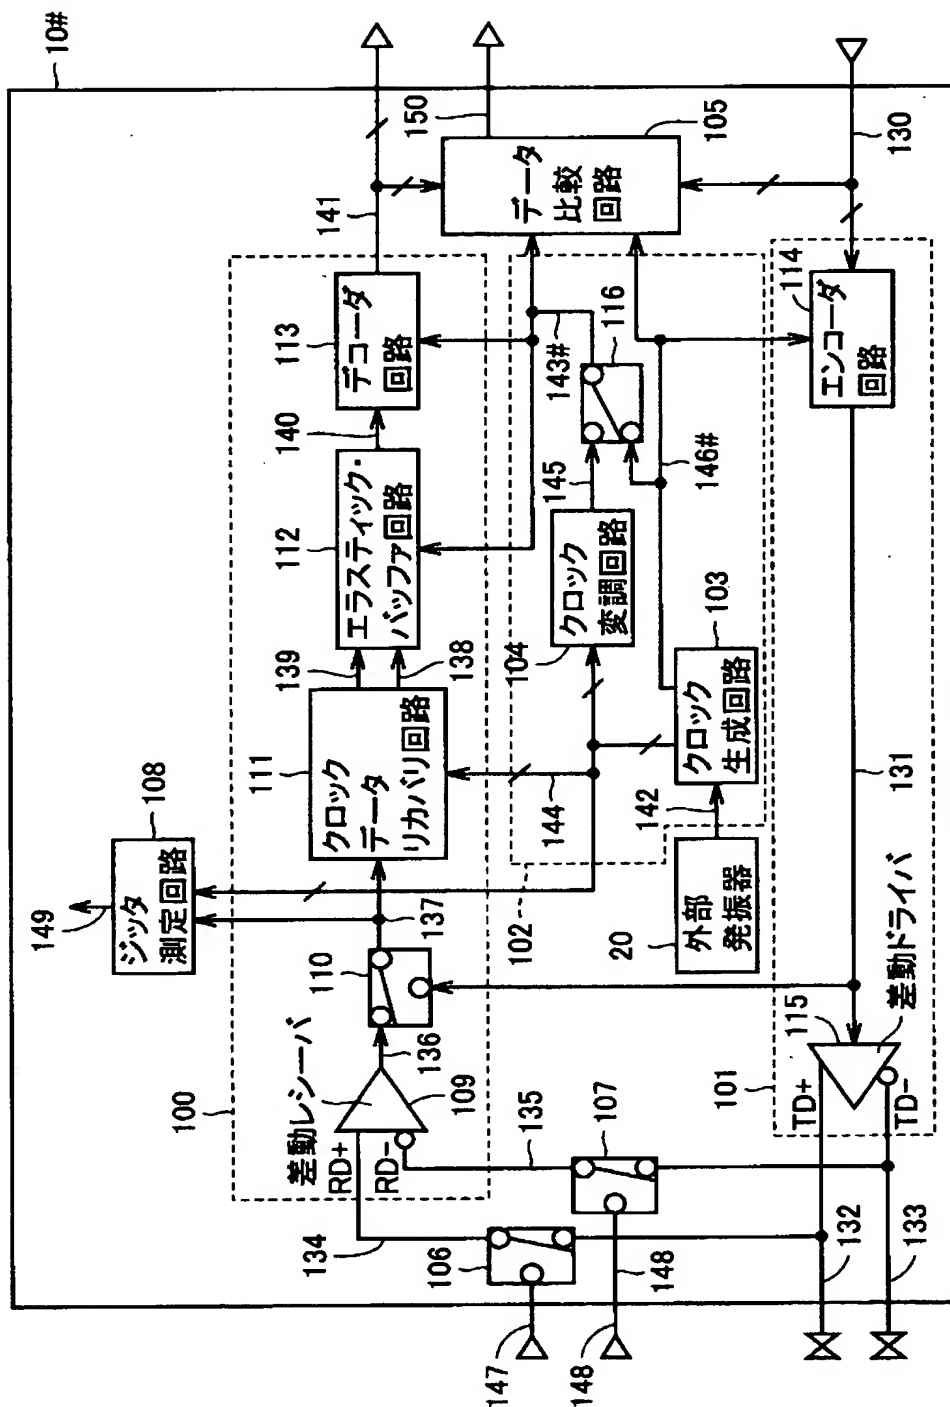 10#
149
108
ジッタ
測定回路
150
141
105
データ
比較
回路
130
100
差動レシーバ
RD+
RD−
109
136
110
137
111
クロック
データ
リカバリ回路
139
138
112
エラスティック・
バッファ回路
140
113
デコーダ
回路
134
135
106
107
147
148
148
102
144
104
クロック
変調回路
145
116
143#
146#
103
クロック
生成回路
142
20
外部
発振器
114
エンコーダ
回路
131
101
115
差動ドライバ
TD+
TD−
132
133